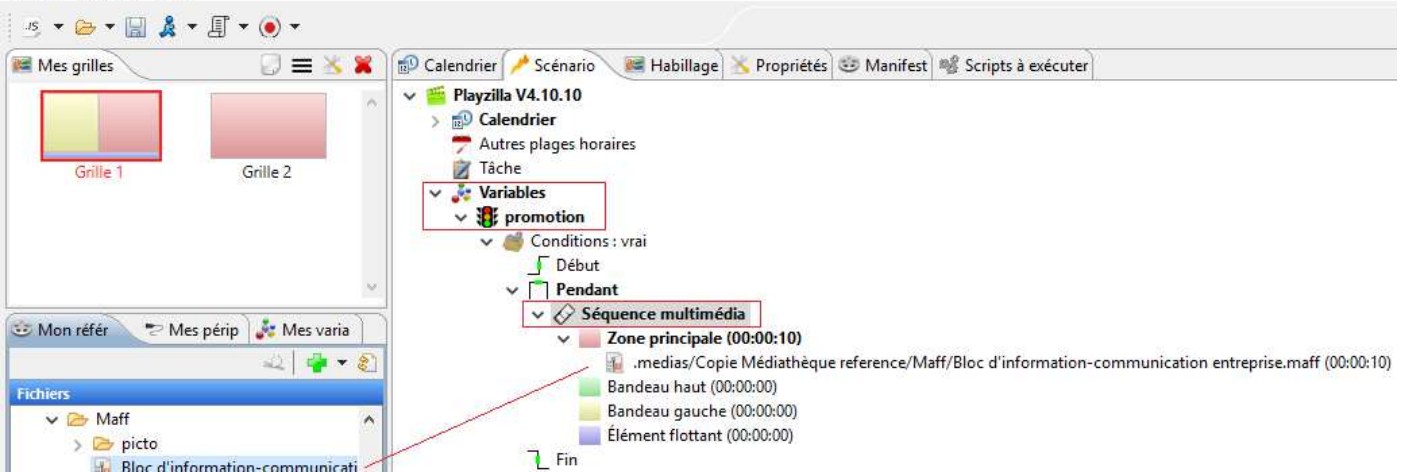 Mes grilles
Grille 1
Grille 2
Mon référ
Mes périp
Mes varia
Fichiers
Maff
picto
Bloc d'information-communicati
Calendrier
Scénario
Habillage
Propriétés
Manifest
Scripts à exécuter
Playzilla V4.10.10
Calendrier
Autres plages horaires
Tâche
Variables
promotion
Conditions : vrai
Début
Pendant
Séquence multimédia
Zone principale (00:00:10)
.medias/Copie Médiathèque reference/Maff/Bloc d'information-communication entreprise.maff (00:00:10)
Bandeau haut (00:00:00)
Bandeau gauche (00:00:00)
Élément flottant (00:00:00)
Fin